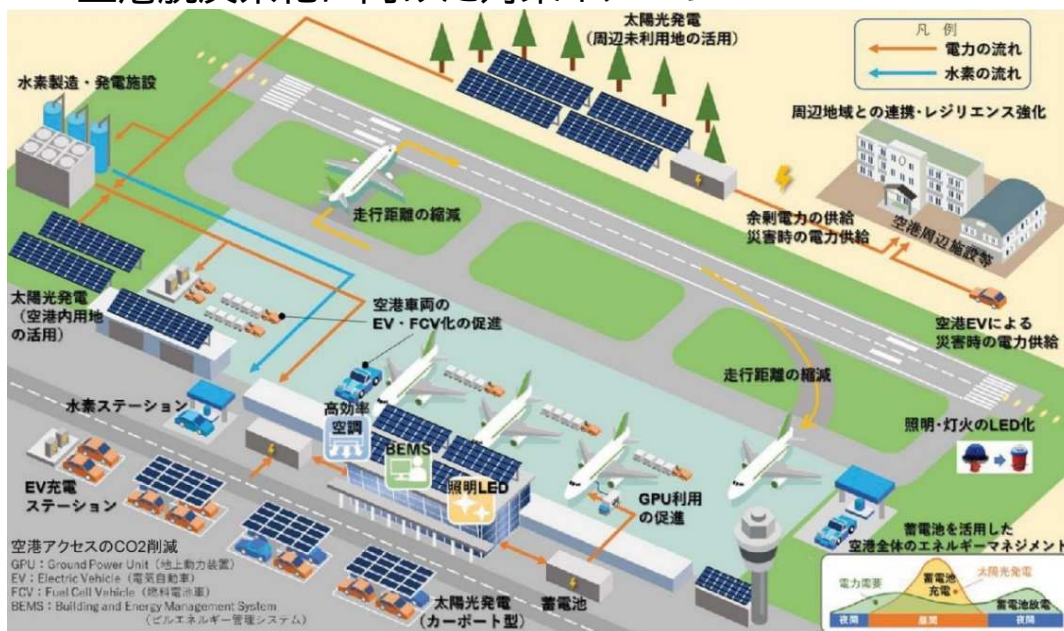 太陽光発電
(周辺未利用地の活用)
凡 例
電力の流れ
水素の流れ
水素製造・発電施設
周辺地域との連携・レジリエンス強化
走行距離の縮減
余剰電力の供給
災害時の電力供給
空港周辺施設等
太陽光発電
(空港内用地
の活用)
空港車両の
EV・FCV化の促進
空港EVによる
災害時の電力供給
走行距離の縮減
水素ステーション
高効率
空調
照明・灯火のLED化
BEMS
EV充電
ステーション
照明LED
GPU利用
の促進
蓄電池を活用した
空港全体のエネルギーマネジメント
空港アクセスのCO2削減
GPU：Ground Power Unit（地上動力装置）
EV：Electric Vehicle（電気自動車）
FCV：Fuel Cell Vehicle（燃料電池車）
BEMS：Building and Energy Management System
（ビルエネルギー管理システム）
太陽光発電
(カーポート型)
蓄電池
電力需要
蓄電池
充電
太陽光発電
蓄電池放電
夜間
昼間
夜間